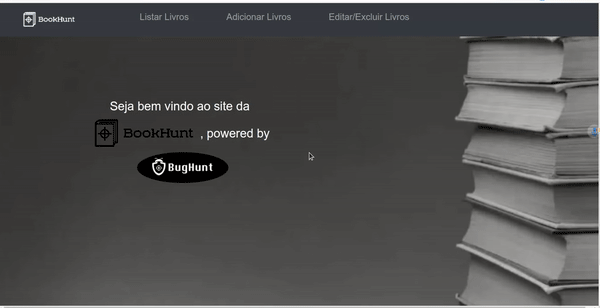 BookHunt Listar Livros Adicionar Livros Editar/Excluir Livros
Seja bem vindo ao site da
BookHunt , powered by
BugHunt